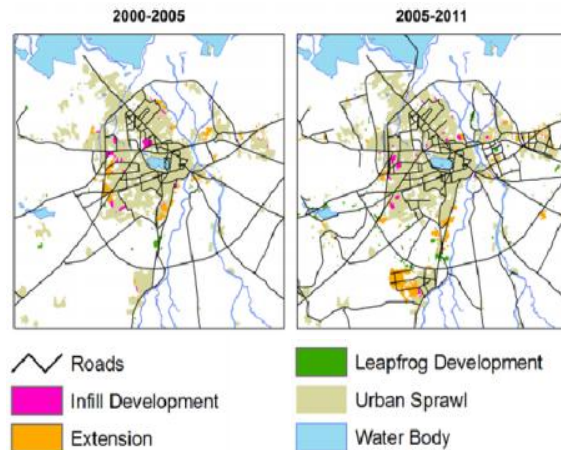 2000-2005
2005-2011
Roads
Infill Development
Extension
Leapfrog Development
Urban Sprawl
Water Body